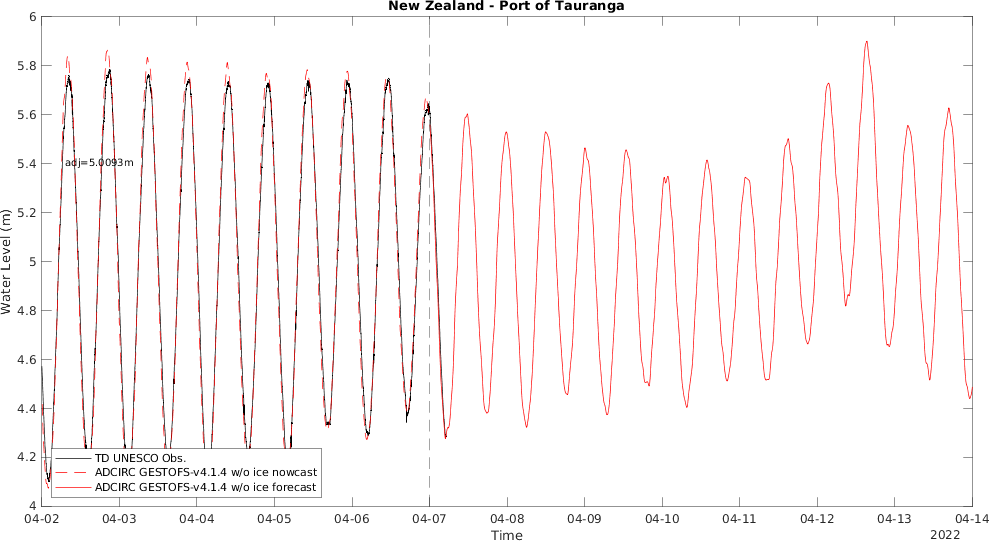 New Zealand - Port of Tauranga
Water Level (m)
6
5.8
5.6
5.4
5.2
5
4.8
4.6
4.4
4.2
4
adj=5.0093m
TD UNESCO Obs.
ADCIRC GESTOFS-v4.1.4 w/o ice nowcast
ADCIRC GESTOFS-v4.1.4 w/o ice forecast
04-02 04-03 04-04 04-05 04-06 04-07 04-08 04-09 04-10 04-11 04-12 04-13 04-14
Time
2022